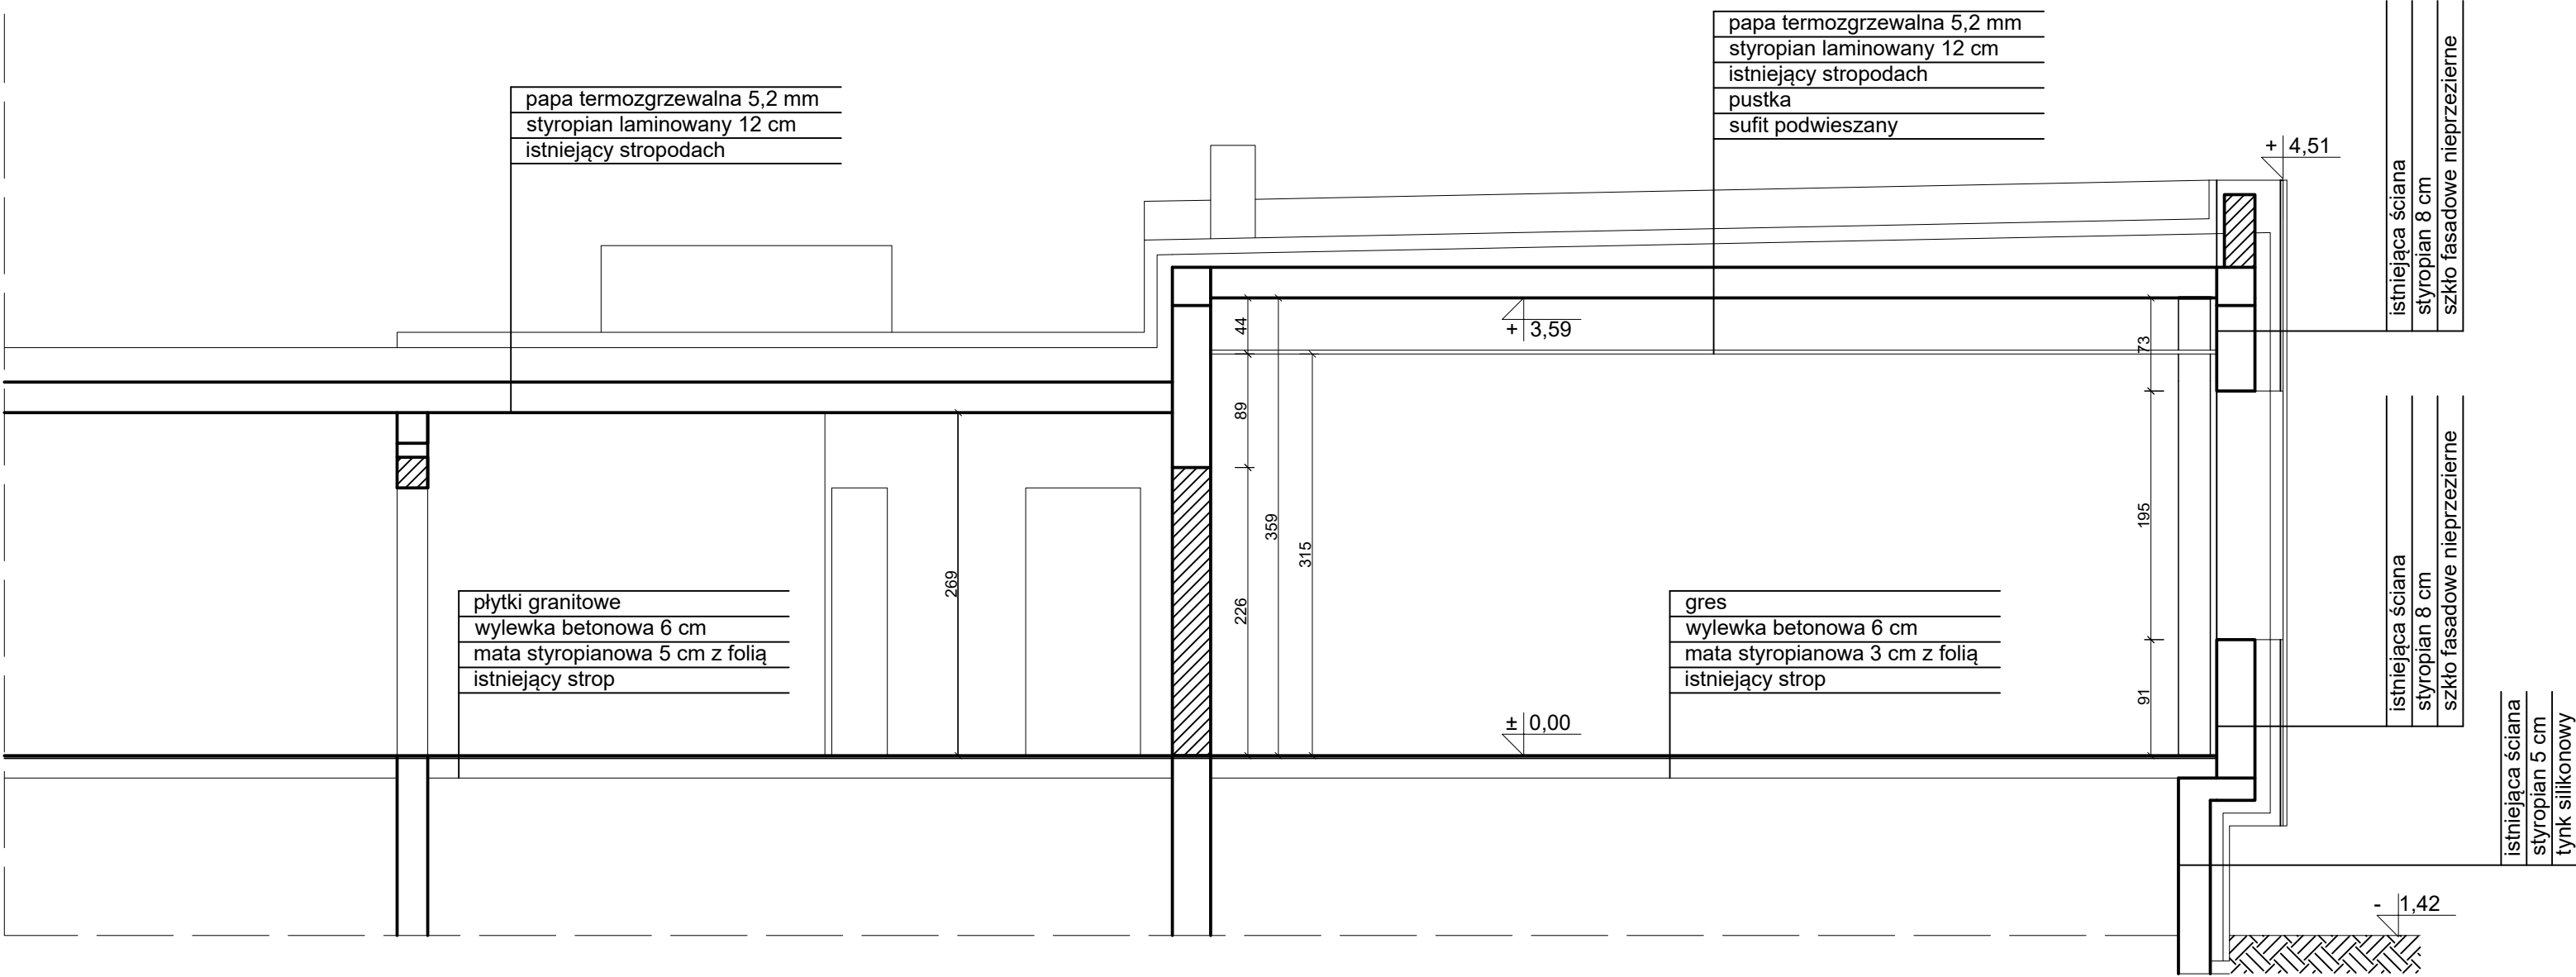 papa termozgrzewalna 5,2 mm
styropian laminowany 12 cm
istniejący stropodach
pustka
sufit podwieszany
papa termozgrzewalna 5,2 mm
styropian laminowany 12 cm
istniejący stropodach
istniejąca ściana
styropian 8 cm
szkło fasadowe nieprzezierne
+ 4,51
+ 3,59
44
89
226
359
315
269
73
195
91
istniejąca ściana
styropian 8 cm
szkło fasadowe nieprzezierne
płytki granitowe
wylewka betonowa 6 cm
mata styropianowa 5 cm z folią
istniejący strop
gres
wylewka betonowa 6 cm
mata styropianowa 3 cm z folią
istniejący strop
± 0,00
istniejąca ściana
styropian 5 cm
tynk silikonowy
- 1,42